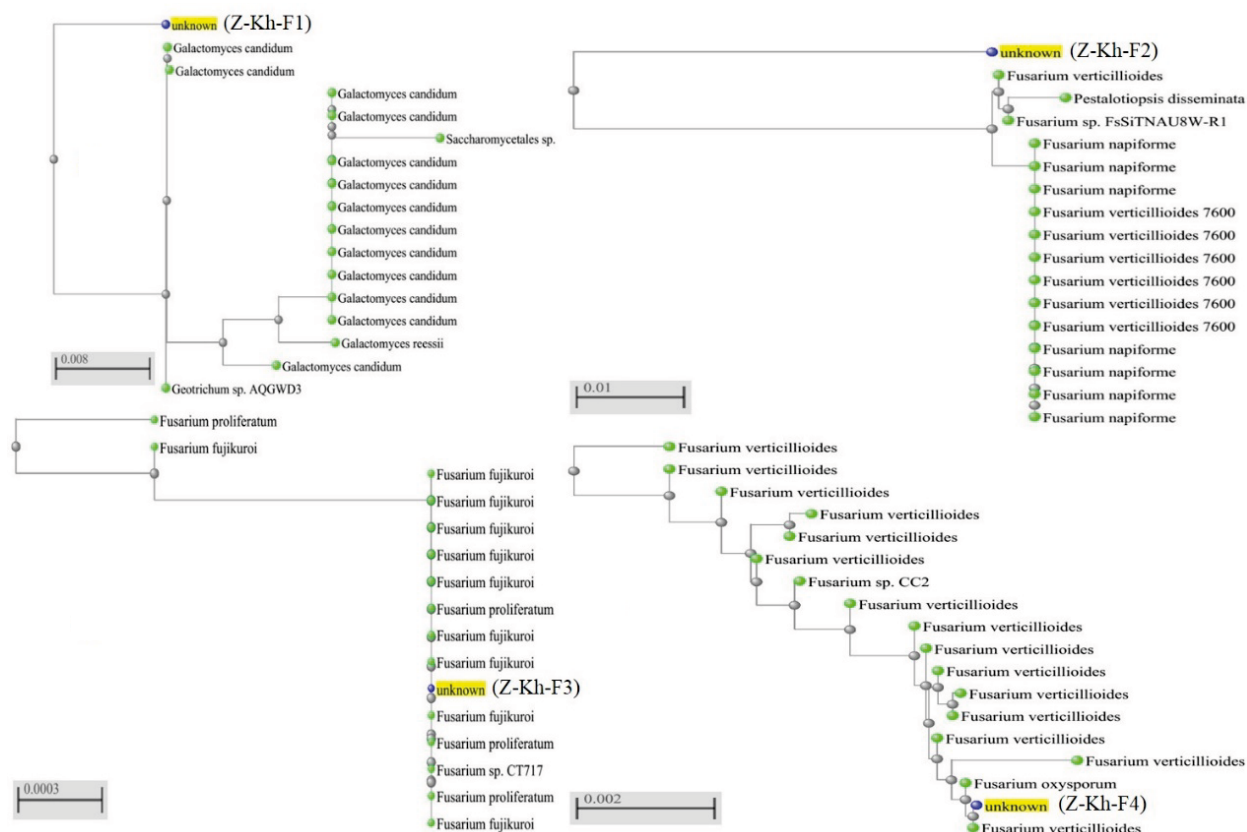 unknown (Z-Kh-F1)
Galactomyces candidum
Galactomyces candidum
Galactomyces candidum
Galactomyces candidum
Saccharomycetales sp.
Galactomyces candidum
Galactomyces candidum
Galactomyces candidum
Galactomyces candidum
Galactomyces candidum
Galactomyces candidum
Galactomyces candidum
Galactomyces candidum
Galactomyces reessii
Galactomyces candidum
Geotrichum sp. AQGWD3
0.008
unknown (Z-Kh-F2)
Fusarium verticillioides
Pestalotiopsis disseminata
Fusarium sp. FsSiTNAU8W-R1
Fusarium napiforme
Fusarium napiforme
Fusarium napiforme
Fusarium verticillioides 7600
Fusarium verticillioides 7600
Fusarium verticillioides 7600
Fusarium verticillioides 7600
Fusarium verticillioides 7600
Fusarium verticillioides 7600
Fusarium napiforme
Fusarium napiforme
Fusarium napiforme
Fusarium napiforme
0.01
Fusarium proliferatum
Fusarium fujikuroi
Fusarium fujikuroi
Fusarium fujikuroi
Fusarium fujikuroi
Fusarium fujikuroi
Fusarium fujikuroi
Fusarium proliferatum
Fusarium fujikuroi
Fusarium fujikuroi
unknown (Z-Kh-F3)
Fusarium fujikuroi
Fusarium proliferatum
Fusarium sp. CT717
Fusarium proliferatum
Fusarium fujikuroi
0.0003
Fusarium verticillioides
Fusarium verticillioides
Fusarium verticillioides
Fusarium verticillioides
Fusarium verticillioides
Fusarium verticillioides
Fusarium sp. CC2
Fusarium verticillioides
Fusarium verticillioides
Fusarium verticillioides
Fusarium verticillioides
Fusarium verticillioides
Fusarium verticillioides
Fusarium verticillioides
Fusarium verticillioides
Fusarium oxysporum
unknown (Z-Kh-F4)
Fusarium verticillioides
0.002